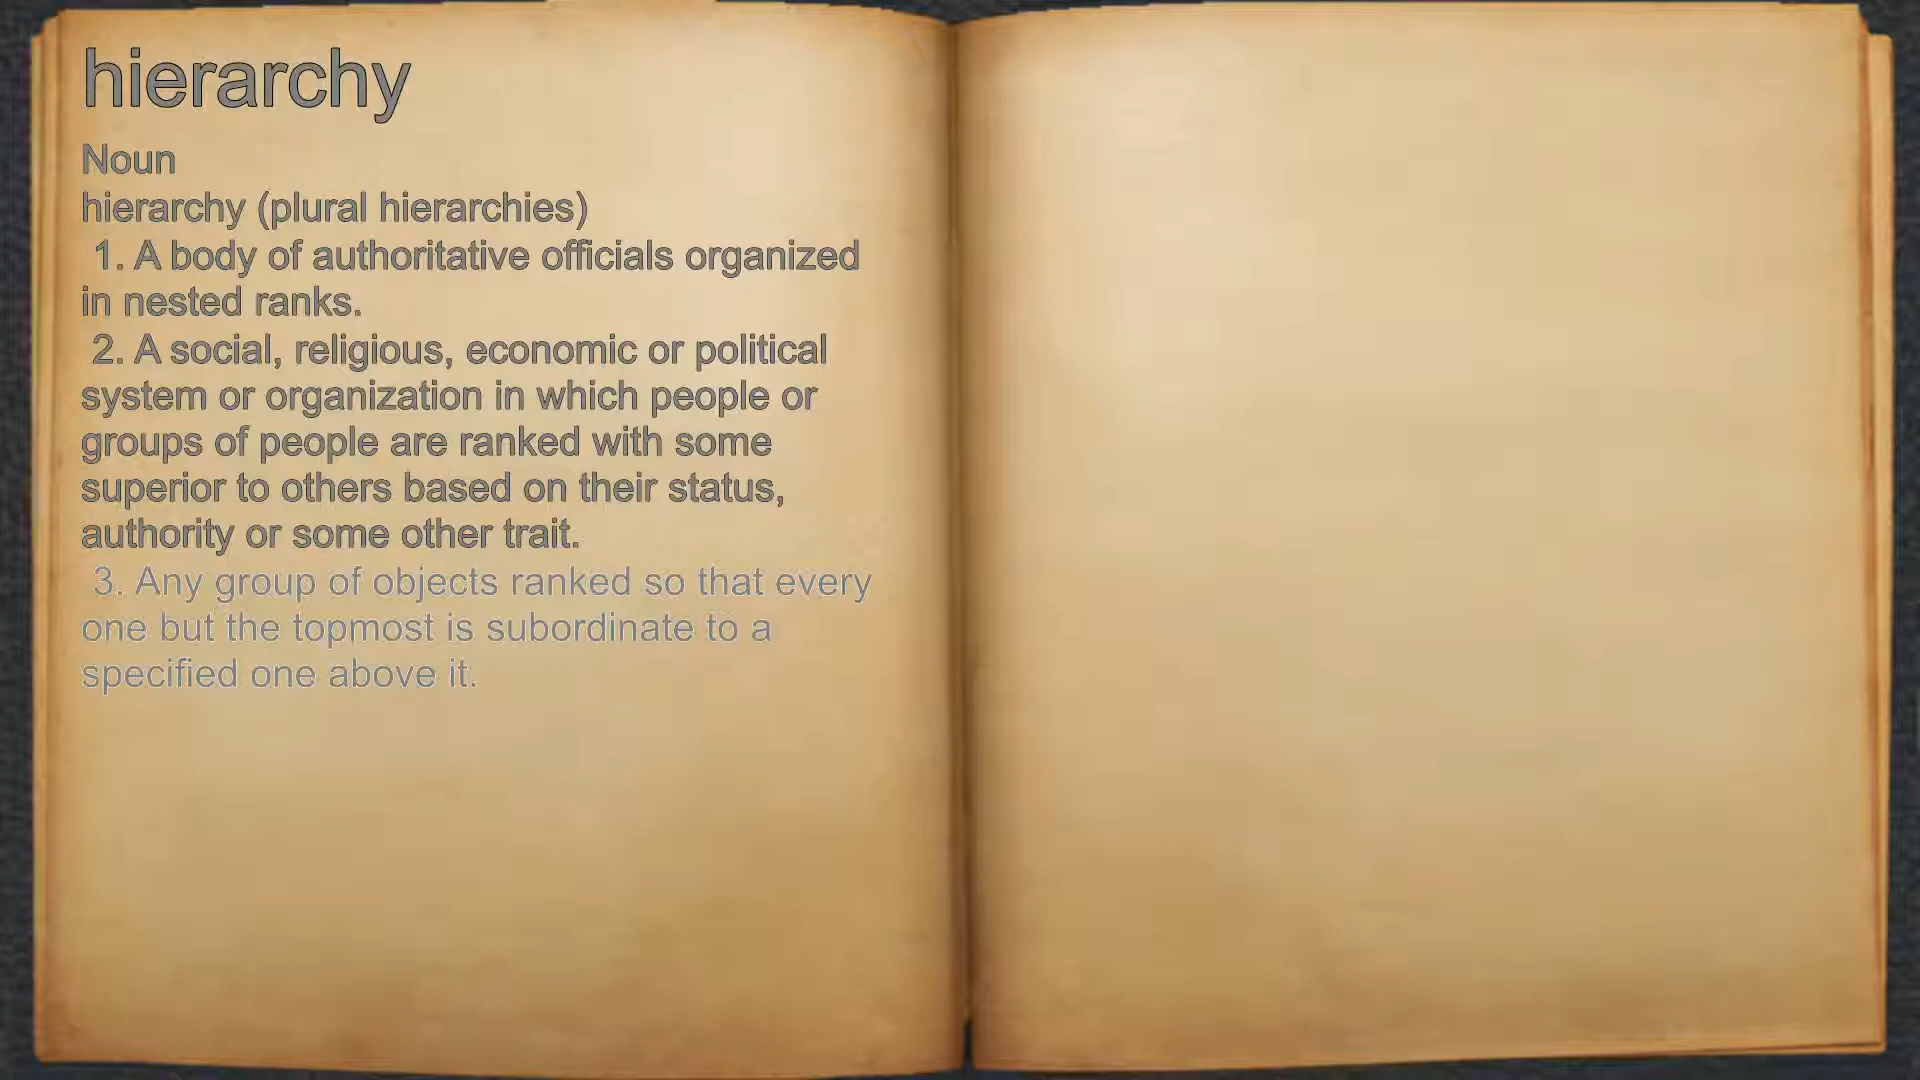 hierarchy
Noun
hierarchy (plural hierarchies)
1. A body of authoritative officials organized
in nested ranks.
2. A social, religious, economic or political
system or organization in which people or
groups of people are ranked with some
superior to others based on their status,
authority or some other trait.
3. Any group of objects ranked so that every
one but the topmost is subordinate to a
specified one above it.